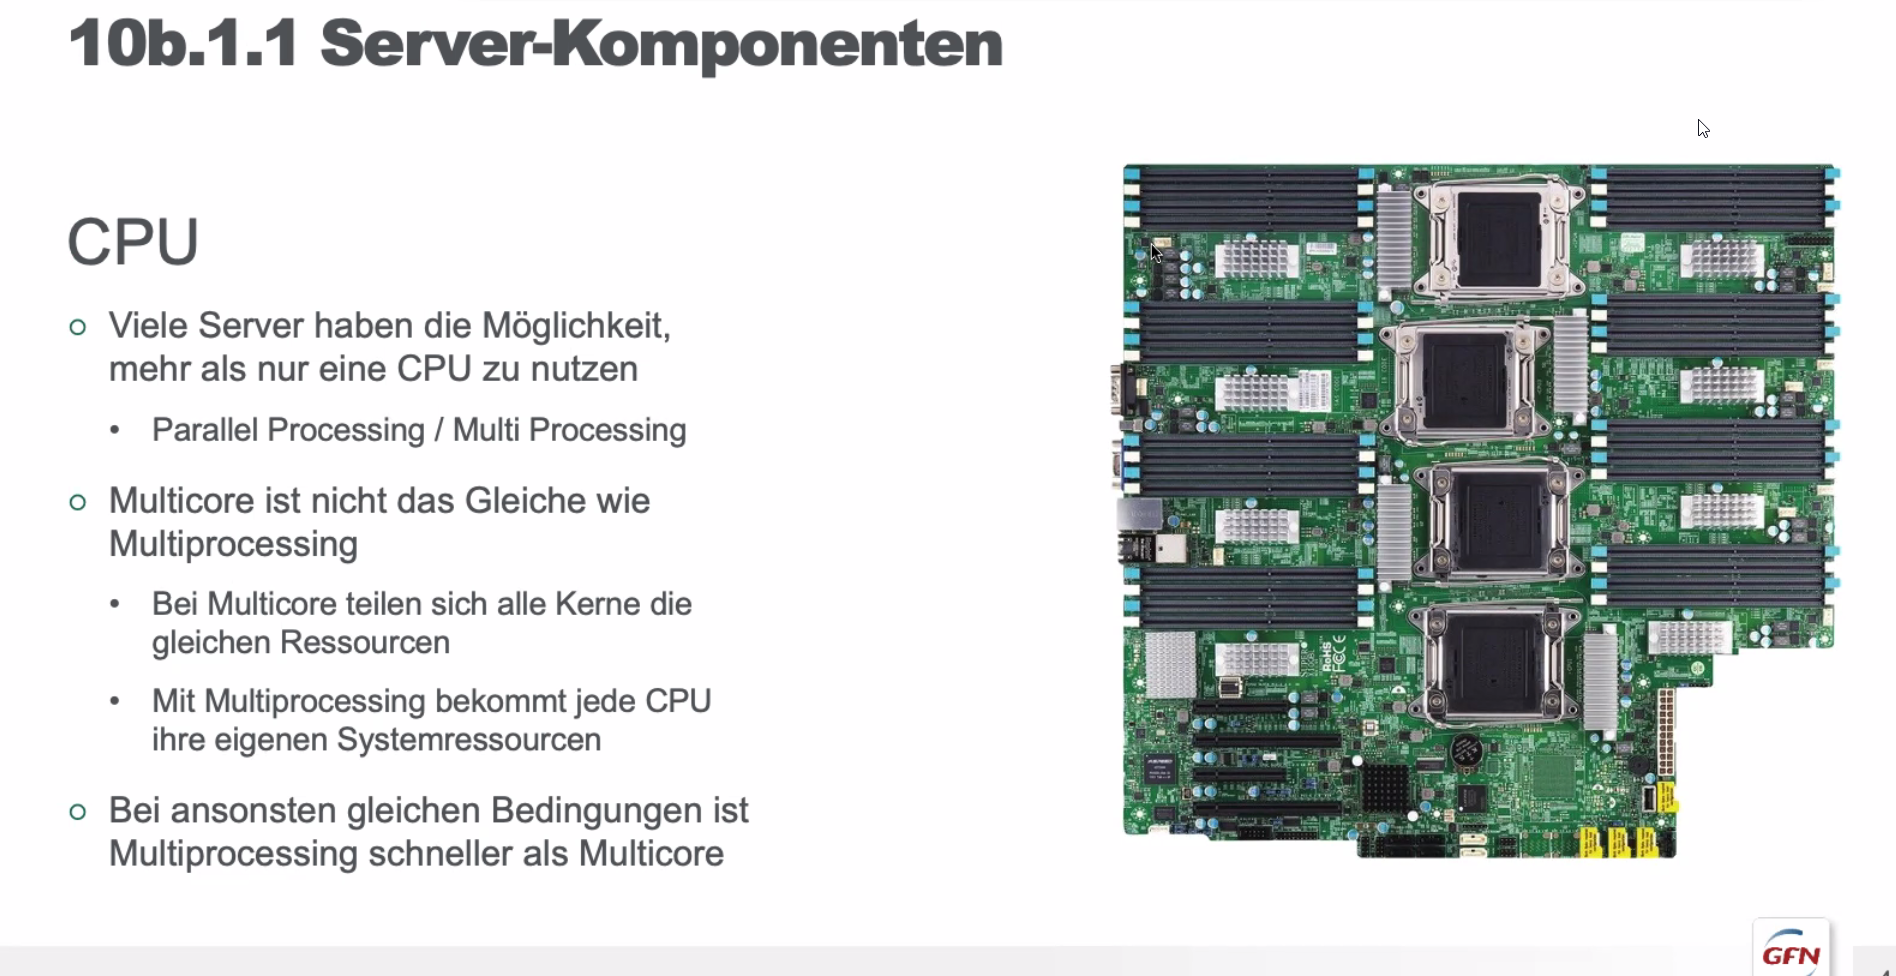 10b.1.1 Server-Komponenten
CPU
Viele Server haben die Möglichkeit,
mehr als nur eine CPU zu nutzen
Parallel Processing / Multi Processing
Multicore ist nicht das Gleiche wie
Multiprocessing
Bei Multicore teilen sich alle Kerne die
gleichen Ressourcen
Mit Multiprocessing bekommt jede CPU
ihre eigenen Systemressourcen
Bei ansonsten gleichen Bedingungen ist
Multiprocessing schneller als Multicore
RoHS
FCC
GFN